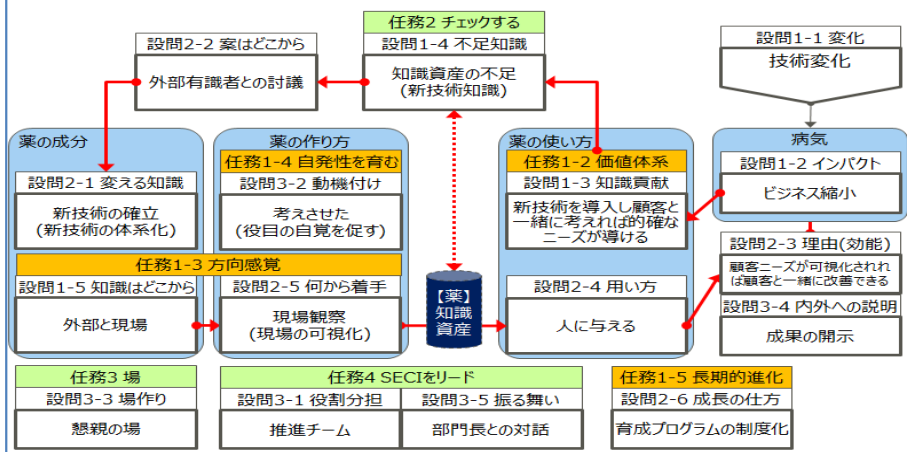 任務2 チェックする
設問1-4 不足知識
知識資産の不足
(新技術知識)
設問2-2 案はどこから
外部有識者との討議
設問1-1 変化
技術変化
薬の成分
設問2-1 変える知識
新技術の確立
(新技術の体系化)
薬の作り方
任務1-4 自発性を育む
設問3-2 動機付け
考えさせた
(役目の自覚を促す)
任務1-3 方向感覚
設問1-5 知識はどこから
外部と現場
設問2-5 何から着手
現場観察
(現場の可視化)
【薬】
知識
資産
薬の使い方
任務1-2 価値体系
設問1-3 知識貢献
新技術を導入し顧客と
一緒に考えれば的確な
ニーズが導ける
設問2-4 用い方
人に与える
病気
設問1-2 インパクト
ビジネス縮小
設問2-3 理由(効能)
顧客ニーズが可視化されれ
ば顧客と一緒に改善できる
設問3-4 内外への説明
成果の開示
任務3 場
設問3-3 場作り
懇親の場
任務4 SECIをリード
設問3-1 役割分担
推進チーム
設問3-5 振る舞い
部門長との対話
任務1-5 長期的進化
設問2-6 成長の仕方
育成プログラムの制度化